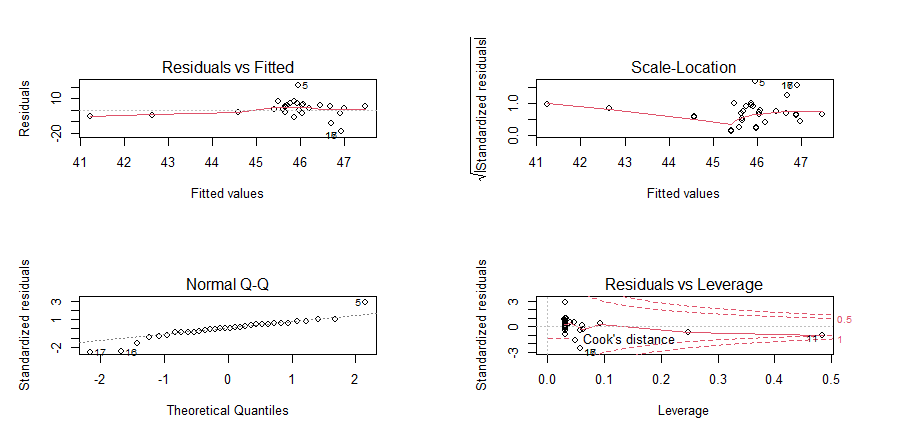 Residuals vs Fitted
Residuals
10
-20
5
41 42 43 44 45 46 47
Fitted values
Scale-Location
√|Standardized residuals|
1.0
0.0
5
41 42 43 44 45 46 47
Fitted values
Normal Q-Q
Standardized residuals
3
1
-2
5
17
16
-2 -1 0 1 2
Theoretical Quantiles
Residuals vs Leverage
Standardized residuals
3
0
-3
0.5
1
Cook's distance
11
0.0 0.1 0.2 0.3 0.4 0.5
Leverage